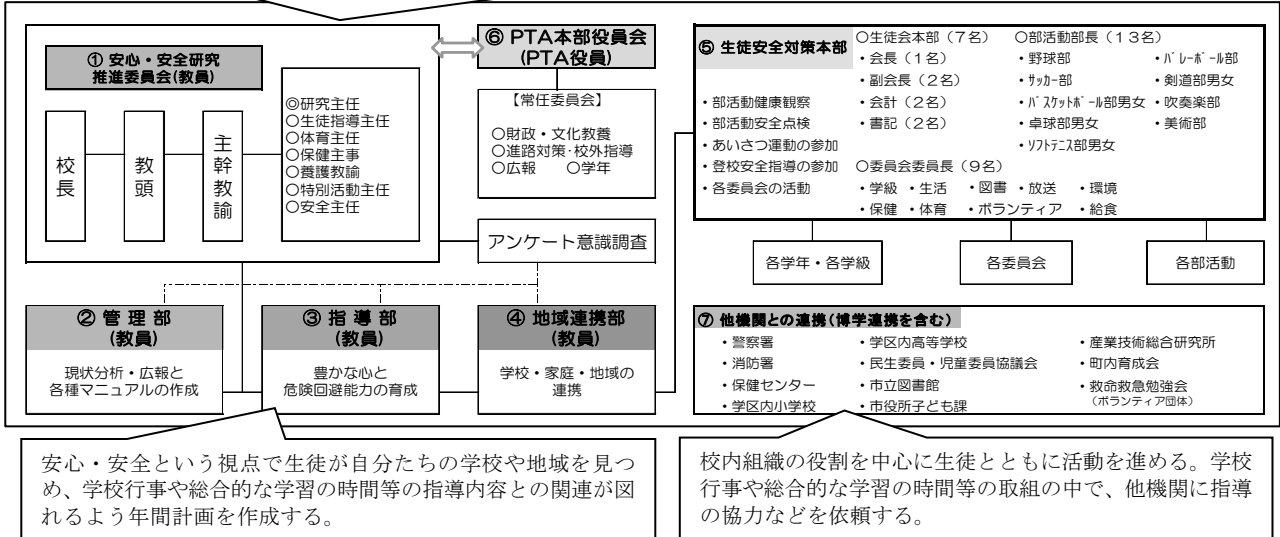 ① 安心・安全研究
推進委員会(教員)
校長
教頭
主幹教諭
◎研究主任
○生徒指導主任
○体育主任
○保健主事
○養護教諭
○特別活動主任
○安全主任
⑥ PTA本部役員会
(PTA役員)
【常任委員会】
○財政・文化教養
○進路対策・校外指導
○広報　○学年
アンケート意識調査
② 管 理 部
(教員)
現状分析・広報と
各種マニュアルの作成
③ 指 導 部
(教員)
豊かな心と
危険回避能力の育成
④ 地域連携部
(教員)
学校・家庭・地域の
連携
⑤ 生徒安全対策本部
・部活動健康観察
・部活動安全点検
・あいさつ運動の参加
・登校安全指導の参加
・各委員会の活動
○生徒会本部（7名）
・会長（1名）
・副会長（2名）
・会計（2名）
・書記（2名）
○部活動部長（13名）
・野球部
・ｻｯｶｰ部
・ﾊﾞｽｹｯﾄﾎﾞｰﾙ部男女
・卓球部男女
・ｿﾌﾄﾃﾆｽ部男女
・ﾊﾞﾚｰﾎﾞｰﾙ部
・剣道部男女
・吹奏楽部
・美術部
○委員会委員長（9名）
・学級 ・生活 ・図書 ・放送 ・環境
・保健 ・体育 ・ボランティア ・給食
各学年・各学級
各委員会
各部活動
⑦ 他機関との連携(博学連携を含む)
・警察署
・消防署
・保健センター
・学区内小学校
・学区内高等学校
・民生委員・児童委員協議会
・市立図書館
・市役所子ども課
・産業技術総合研究所
・町内育成会
・救命救急勉強会
（ボランティア団体）
安心・安全という視点で生徒が自分たちの学校や地域を見つ
め、学校行事や総合的な学習の時間等の指導内容との関連が図
れるよう年間計画を作成する。
校内組織の役割を中心に生徒とともに活動を進める。学校
行事や総合的な学習の時間等の取組の中で、他機関に指導
の協力などを依頼する。